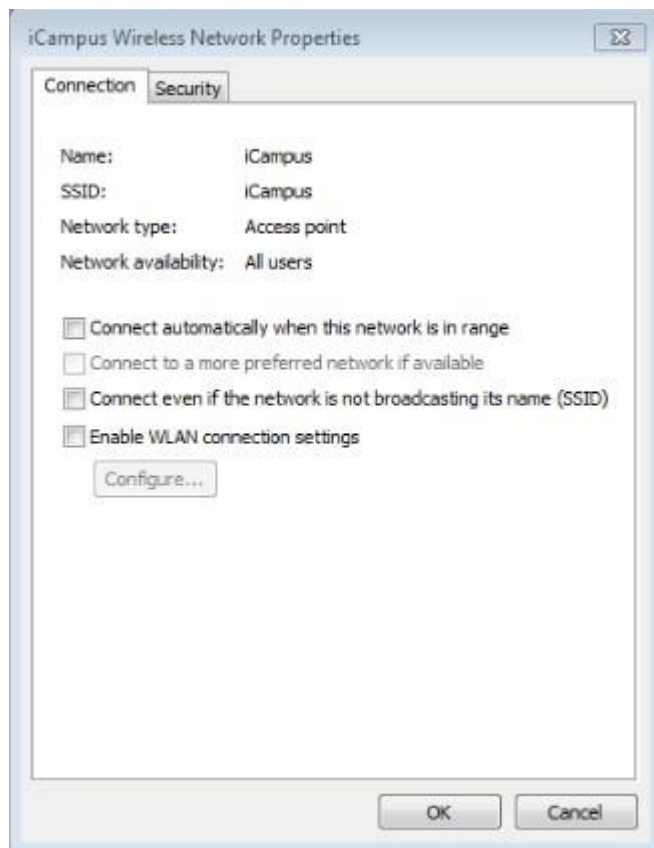 iCampus Wireless Network Properties
Connection Security
Name: iCampus
SSID: iCampus
Network type: Access point
Network availability: All users
Connect automatically when this network is in range
Connect to a more preferred network if available
Connect even if the network is not broadcasting its name (SSID)
Enable WLAN connection settings
Configure...
OK Cancel